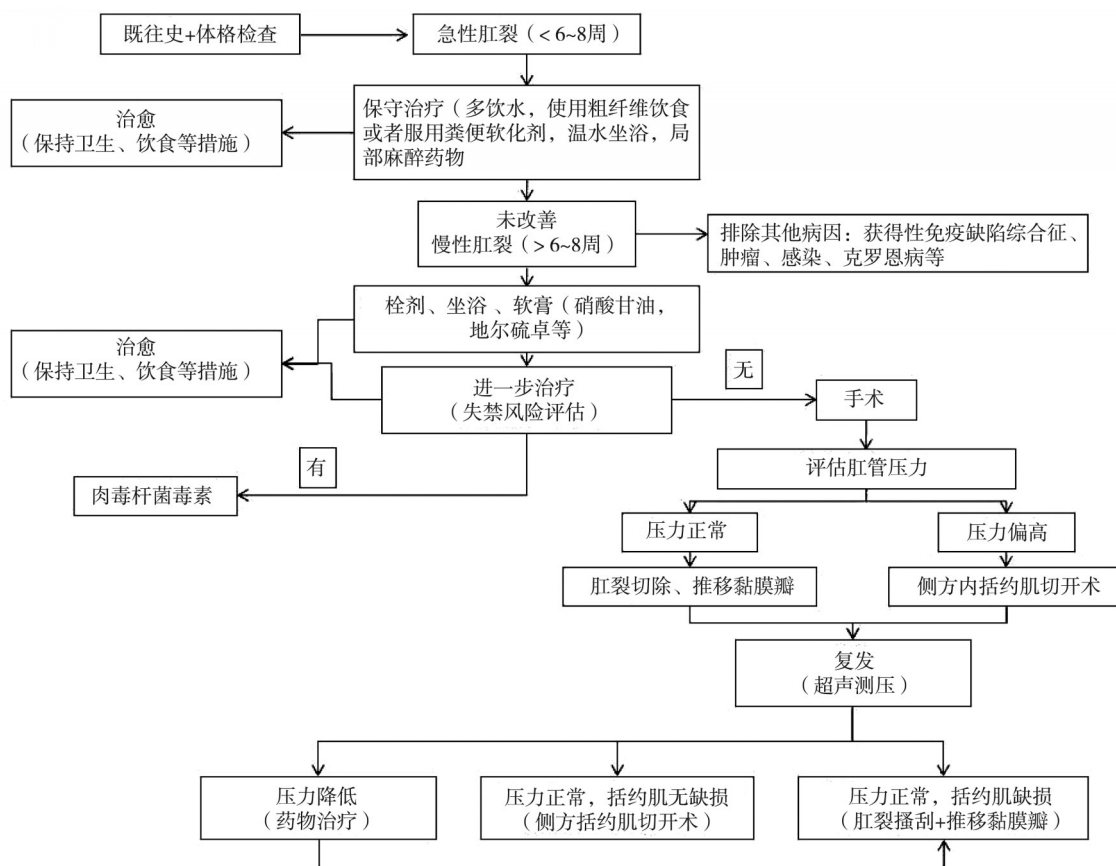 既往史+体格检查
急性肛裂（< 6~8周）
保守治疗（多饮水，使用粗纤维饮食
或者服用粪便软化剂，温水坐浴，局
部麻醉药物
治愈
（保持卫生、饮食等措施）
未改善
慢性肛裂（> 6~8周）
排除其他病因：获得性免疫缺陷综合征、
肿瘤、感染、克罗恩病等
栓剂、坐浴 、软膏（硝酸甘油，
地尔硫卓等）
治愈
（保持卫生、饮食等措施）
进一步治疗
（失禁风险评估）
无
手术
有
肉毒杆菌毒素
评估肛管压力
压力正常
压力偏高
肛裂切除、推移黏膜瓣
侧方内括约肌切开术
复发
（超声测压）
压力降低
（药物治疗）
压力正常，括约肌无缺损
（侧方括约肌切开术）
压力正常，括约肌缺损
（肛裂搔刮+推移黏膜瓣）